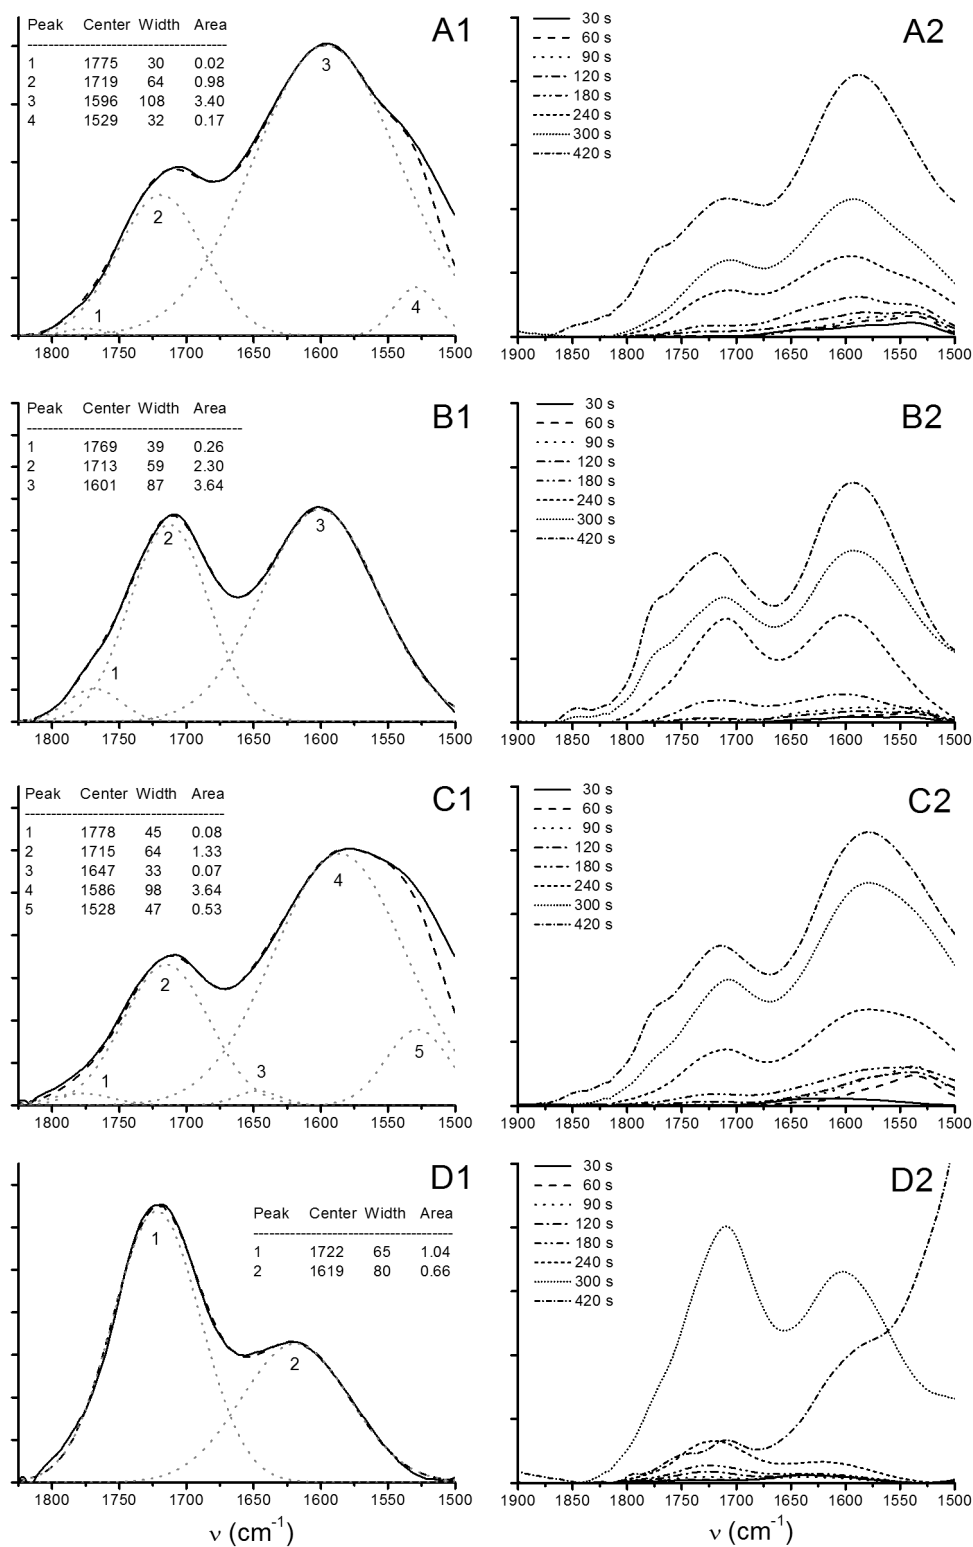 A1
Peak Center Width Area
1 1775 30 0.02
2 1719 64 0.98
3 1596 108 3.40
4 1529 32 0.17
3
2
1
4
1800 1750 1700 1650 1600 1550 1500
A2
30 s
60 s
90 s
120 s
180 s
240 s
300 s
420 s
1900 1850 1800 1750 1700 1650 1600 1550 1500
B1
Peak Center Width Area
1 1769 39 0.26
2 1713 59 2.30
3 1601 87 3.64
2
3
1
1800 1750 1700 1650 1600 1550 1500
B2
30 s
60 s
90 s
120 s
180 s
240 s
300 s
420 s
1900 1850 1800 1750 1700 1650 1600 1550 1500
C1
Peak Center Width Area
1 1778 45 0.08
2 1715 64 1.33
3 1647 33 0.07
4 1586 98 3.64
5 1528 47 0.53
4
2
1
3
5
1800 1750 1700 1650 1600 1550 1500
C2
30 s
60 s
90 s
120 s
180 s
240 s
300 s
420 s
1900 1850 1800 1750 1700 1650 1600 1550 1500
D1
Peak Center Width Area
1 1722 65 1.04
2 1619 80 0.66
1
2
1800 1750 1700 1650 1600 1550 1500
ν (cm⁻¹)
D2
30 s
60 s
90 s
120 s
180 s
240 s
300 s
420 s
1900 1850 1800 1750 1700 1650 1600 1550 1500
ν (cm⁻¹)